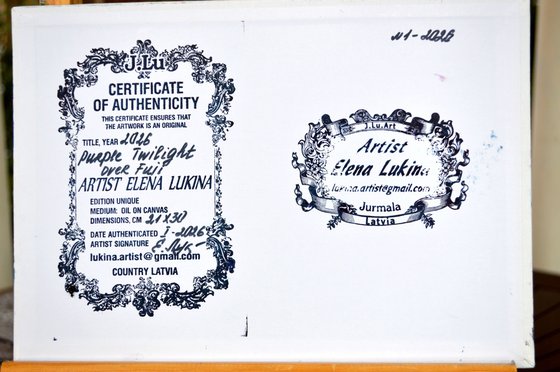 J.Lu
CERTIFICATE
OF AUTHENTICITY
THIS CERTIFICATE ENSURES THAT
THE ARTWORK IS AN ORIGINAL
TITLE, YEAR 2026
Purple Twilight
over Fuji
ARTIST ELENA LUKINA
EDITION UNIQUE
MEDIUM: OIL ON CANVAS
DIMENSIONS, CM 21x30
DATE AUTHENTICATED I-2026
ARTIST SIGNATURE
lukina.artist@gmail.com
COUNTRY LATVIA
N1-2026
J.Lu.Art
Artist
Elena Lukina
lukina.artist@gmail.com
Jurmala
Latvia